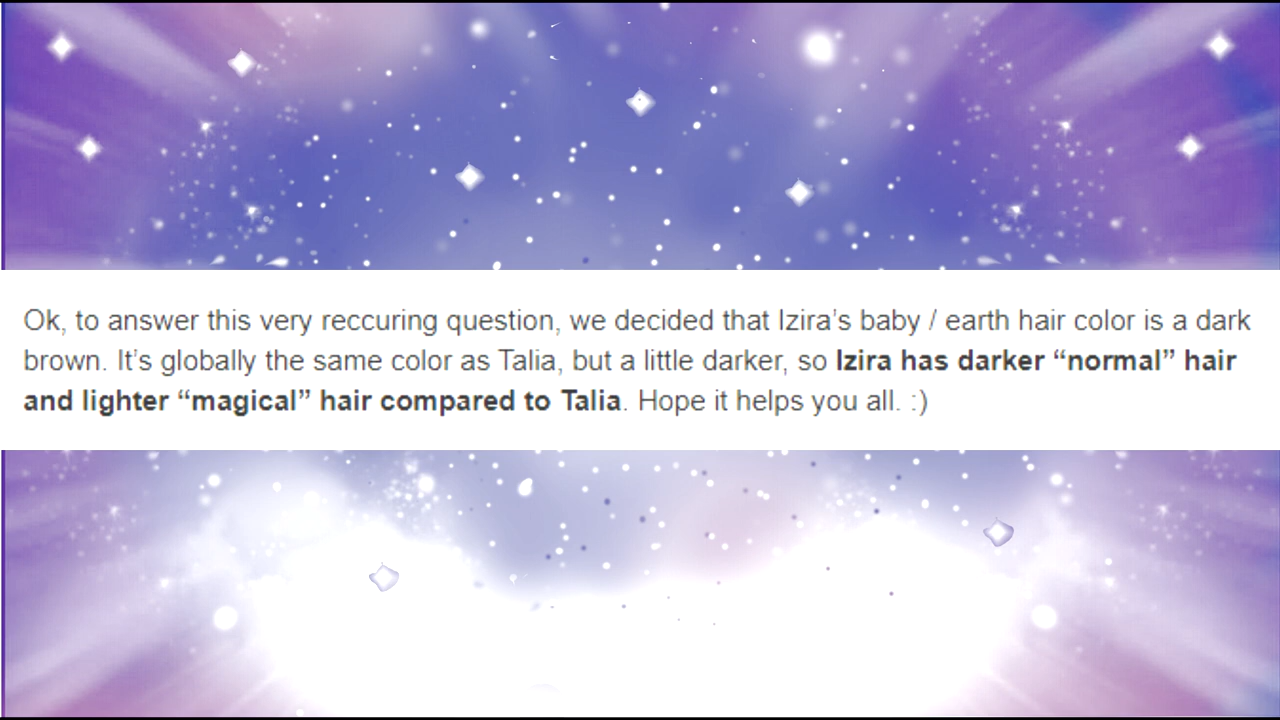 Ok, to answer this very reccuring question, we decided that Izira’s baby / earth hair color is a dark
brown. It’s globally the same color as Talia, but a little darker, so Izira has darker “normal” hair
and lighter “magical” hair compared to Talia. Hope it helps you all. :)